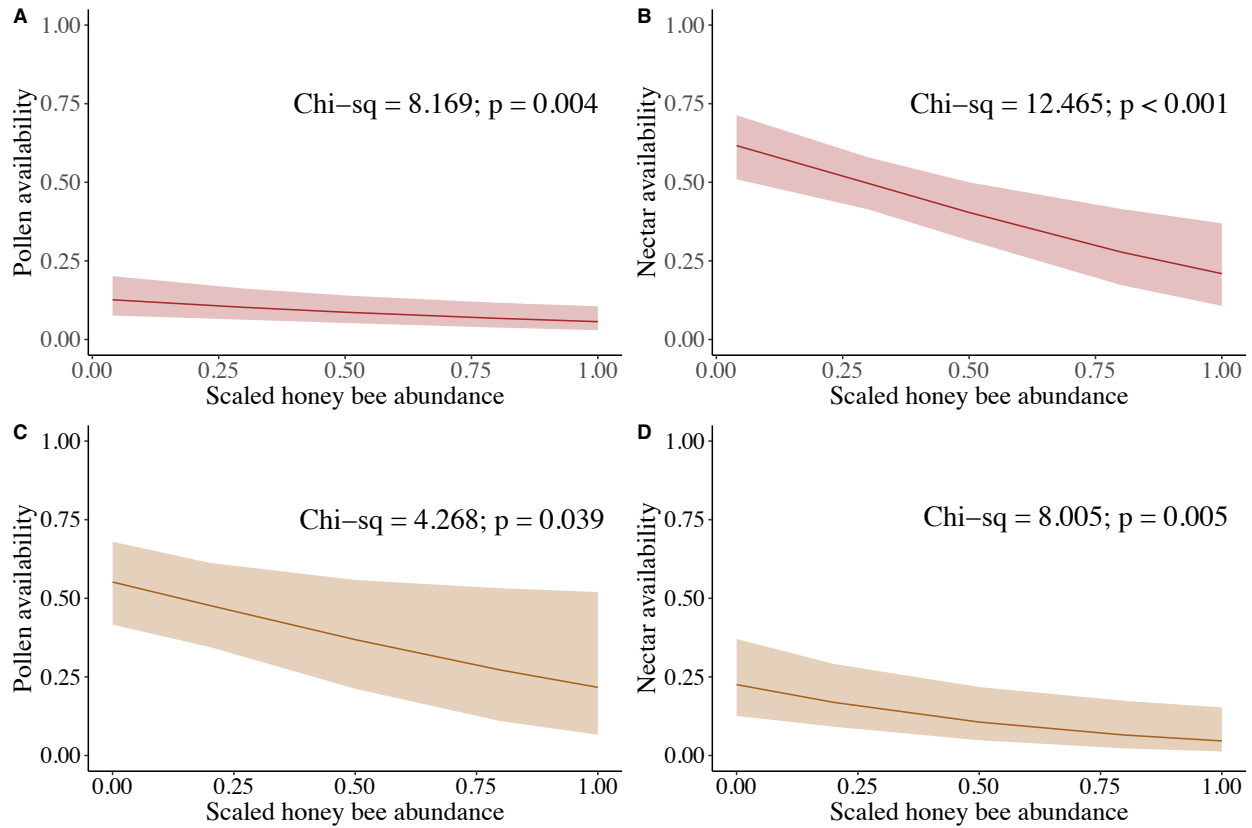 A
1.00
0.75
0.50
0.25
0.00
Pollen availability
Chi−sq = 8.169; p = 0.004
0.00 0.25 0.50 0.75 1.00
Scaled honey bee abundance
B
1.00
0.75
0.50
0.25
0.00
Nectar availability
Chi−sq = 12.465; p < 0.001
0.00 0.25 0.50 0.75 1.00
Scaled honey bee abundance
C
1.00
0.75
0.50
0.25
0.00
Pollen availability
Chi−sq = 4.268; p = 0.039
0.00 0.25 0.50 0.75 1.00
Scaled honey bee abundance
D
1.00
0.75
0.50
0.25
0.00
Nectar availability
Chi−sq = 8.005; p = 0.005
0.00 0.25 0.50 0.75 1.00
Scaled honey bee abundance